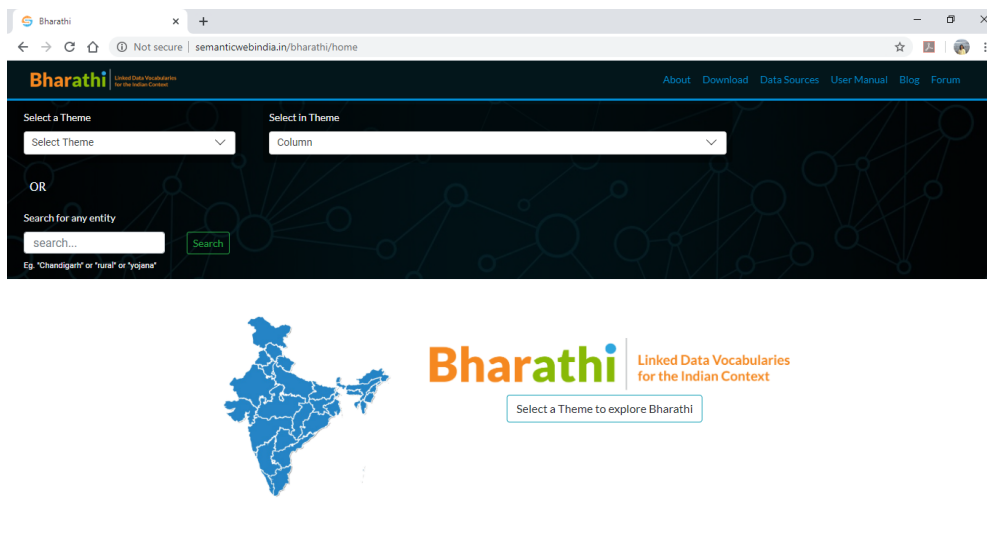 Bharathi
Not secure | semanticwebindia.in/bharathi/home
Bharathi Linked Data Vocabularies
for the Indian Context
About Download Data Sources User Manual Blog Forum
Select a Theme Select in Theme
Select Theme Column
OR
Search for any entity
search... Search
Eg. "Chandigarh" or "rural" or "yojana"
Bharathi Linked Data Vocabularies
for the Indian Context
Select a Theme to explore Bharathi